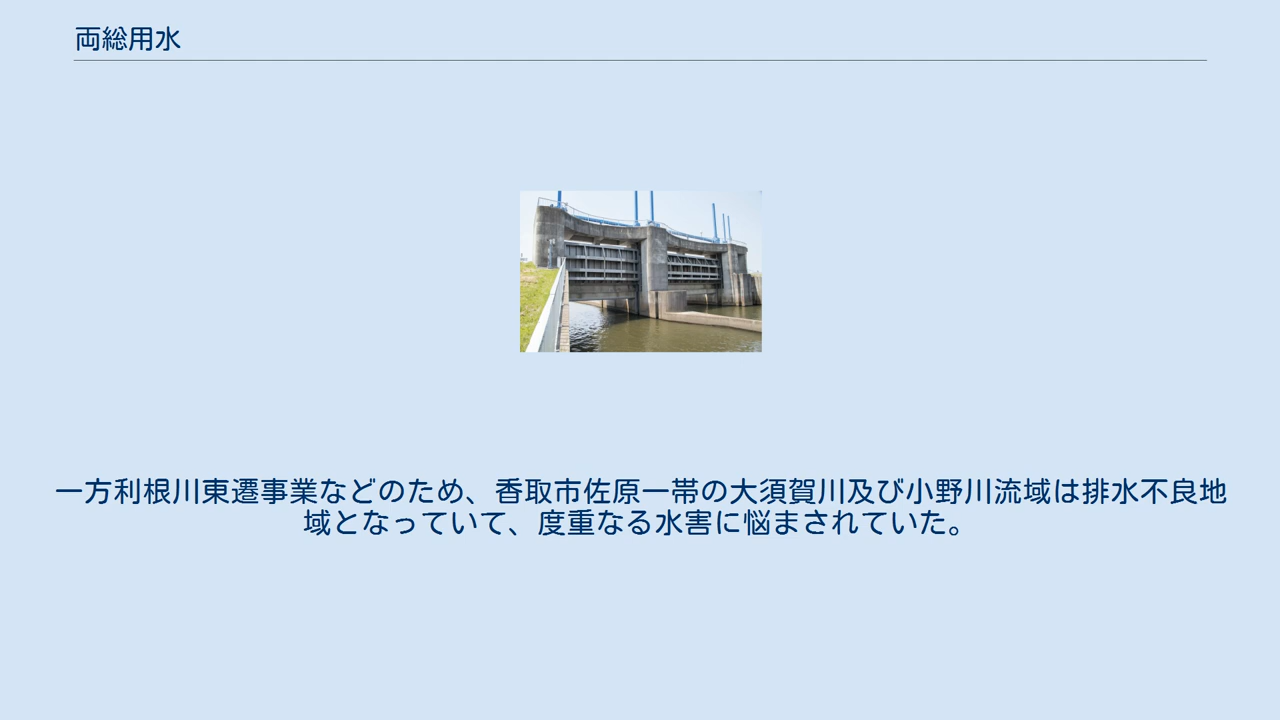 両総用水
一方利根川東遷事業などのため、香取市佐原一帯の大須賀川及び小野川流域は排水不良地
域となっていて、度重なる水害に悩まされていた。